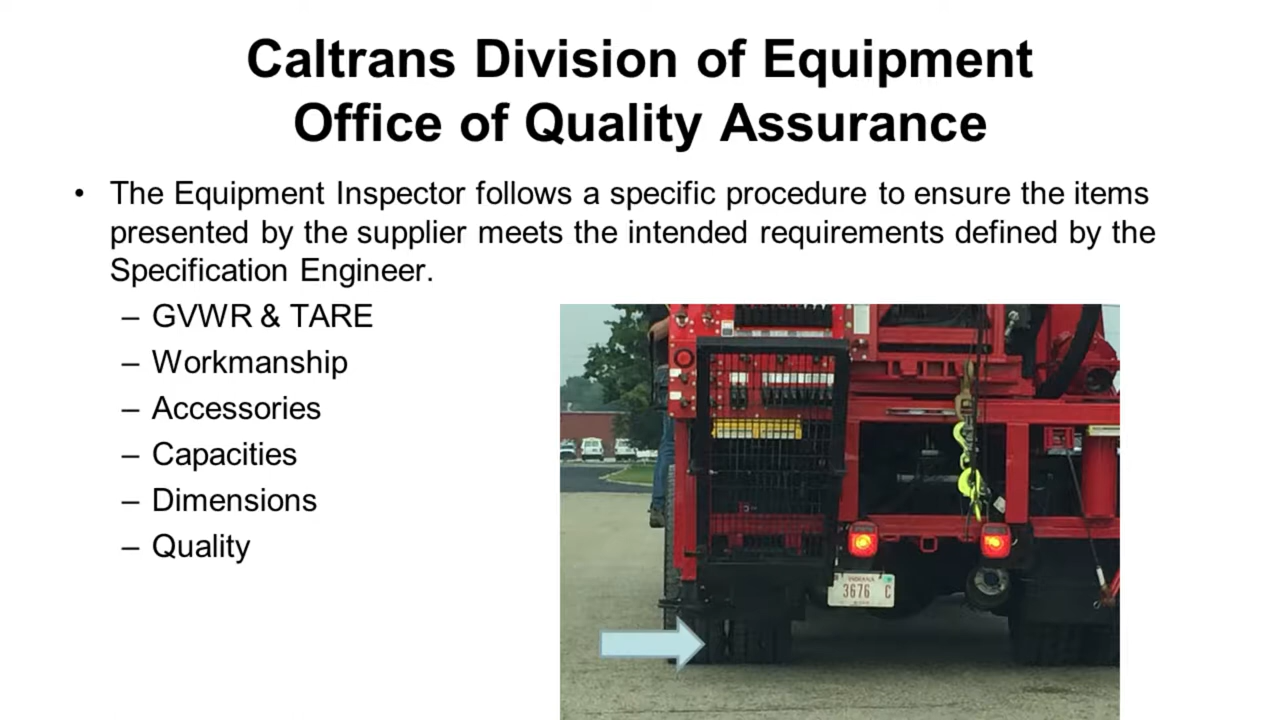 Caltrans Division of Equipment
Office of Quality Assurance
• The Equipment Inspector follows a specific procedure to ensure the items
presented by the supplier meets the intended requirements defined by the
Specification Engineer.
– GVWR & TARE
– Workmanship
– Accessories
– Capacities
– Dimensions
– Quality
INDIANA
3676 C